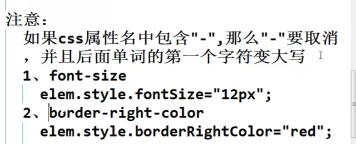 注意：
如果css属性名中包含"-",那么"-"要取消
，并且后面单词的第一个字符变大写
1、font-size
elem.style.fontSize="12px";
2、border-right-color
elem.style.borderRightColor="red";